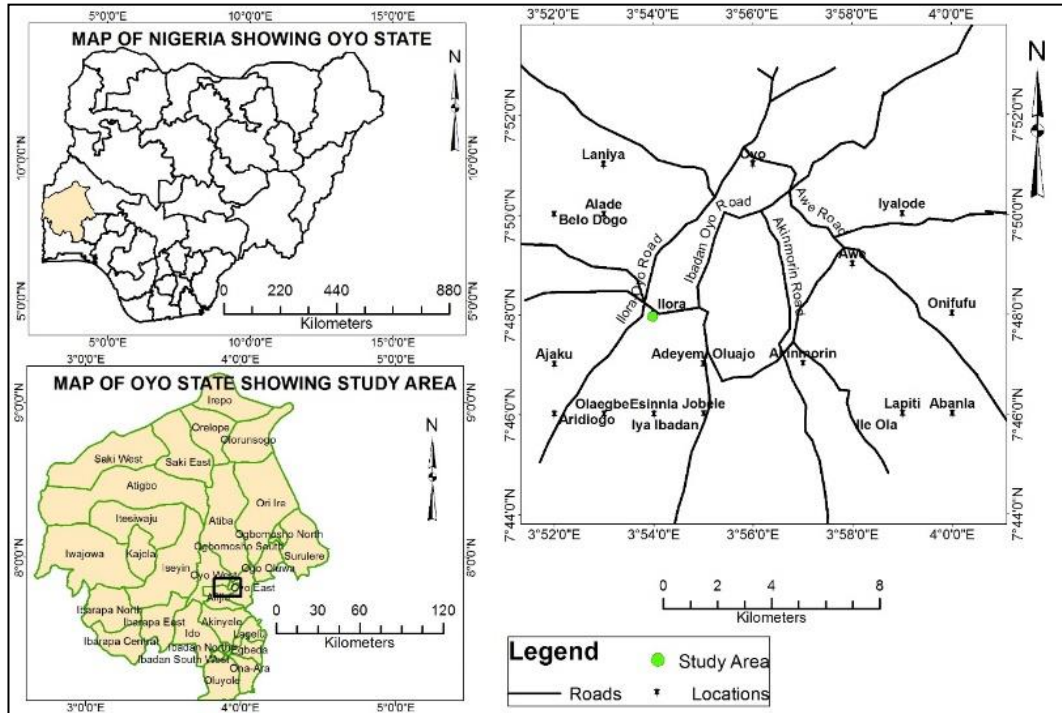 MAP OF NIGERIA SHOWING OYO STATE
5°0'0"E 10°0'0"E 15°0'0"E
N
10°0'0"N
10°0'0"N
5°0'0"N
5°0'0"N
0 220 440 880
Kilometers
5°0'0"E 10°0'0"E 15°0'0"E
3°0'0"E 4°0'0"E
MAP OF OYO STATE SHOWING STUDY AREA
N
9°0'0"N
9°0'0"N
8°0'0"N
8°0'0"N
Irepo
Orelope
Olorunsogo
Saki West
Saki East
Atigbo
Ori Ire
Itesiwaju
Atiba
Ogbomosho North
Ogbomosho South
Surulere
Iwajowa
Kajola
Iseyin
Ogo Oluwa
Oyo West
Oyo East
Afijio
Ibarapa North
Ibarapa East
Akinyele
Ibarapa Central
Ido
Lagelu
Ibadan North
Egbeda
Ibadan South West
Ona-Ara
Oluyole
0 30 60 120
Kilometers
3°0'0"E 4°0'0"E
3°52'0"E 3°54'0"E 3°56'0"E 3°58'0"E 4°0'0"E
N
7°52'0"N
7°52'0"N
7°50'0"N
7°50'0"N
7°48'0"N
7°48'0"N
7°46'0"N
7°46'0"N
7°44'0"N
7°44'0"N
Laniya
Oyo
Alade
Belo Dogo
Iyalode
Awe Road
Ibadan Oyo Road
Akinmorin Road
Ilora Oyo Road
Awe
Ilora
Onifufu
Ajaku
Adeyemi
Oluajo
Akinmorin
Olaegbe
Aridiogo
Esinnla
Iya Ibadan
Jobele
Lapiti
Abanla
Ile Ola
3°52'0"E 3°54'0"E 3°56'0"E 3°58'0"E 4°0'0"E
0 2 4 8
Kilometers
Legend
Study Area
Roads
Locations